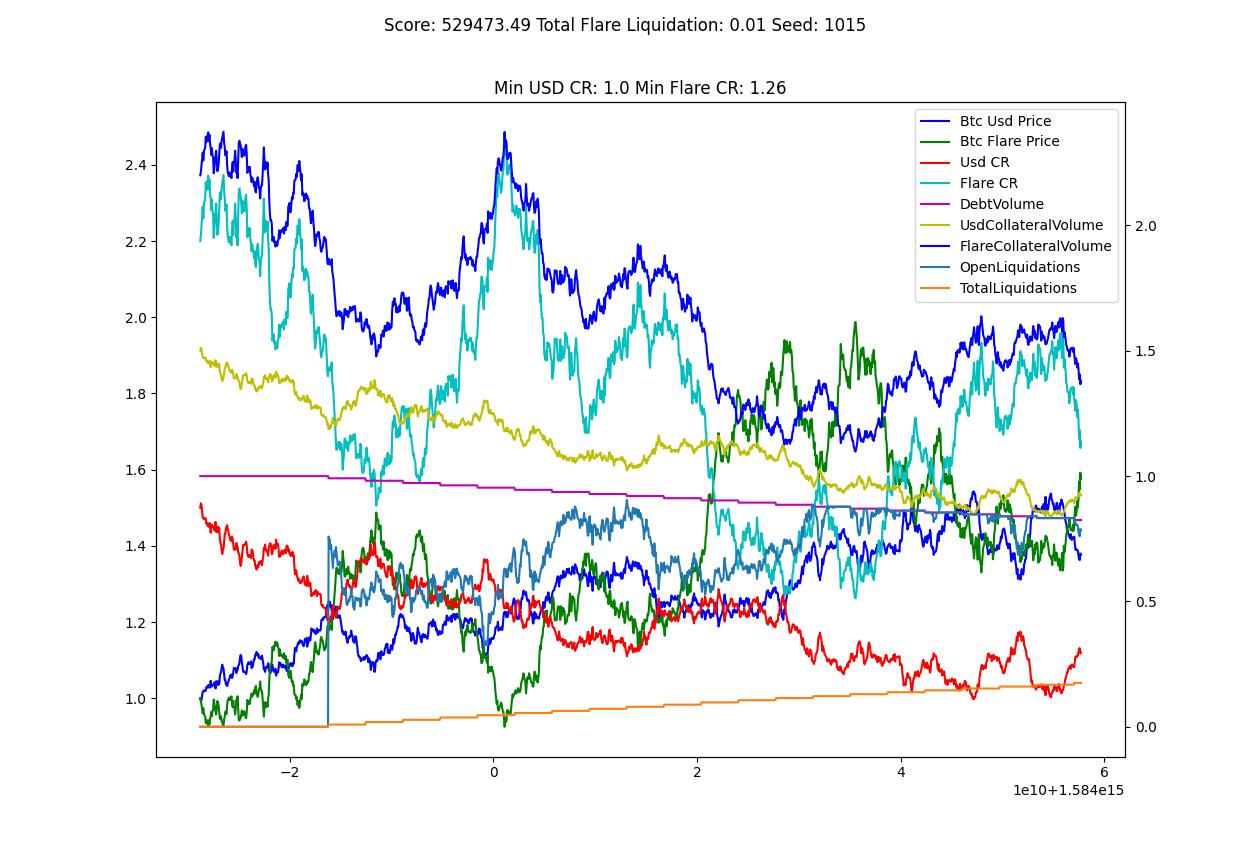 Score: 529473.49 Total Flare Liquidation: 0.01 Seed: 1015
Min USD CR: 1.0 Min Flare CR: 1.26
Btc Usd Price
Btc Flare Price
Usd CR
Flare CR
DebtVolume
UsdCollateralVolume
FlareCollateralVolume
OpenLiquidations
TotalLiquidations
2.4
2.2
2.0
1.8
1.6
1.4
1.2
1.0
2.0
1.5
1.0
0.5
0.0
−2 0 2 4 6
1e10+1.584e15